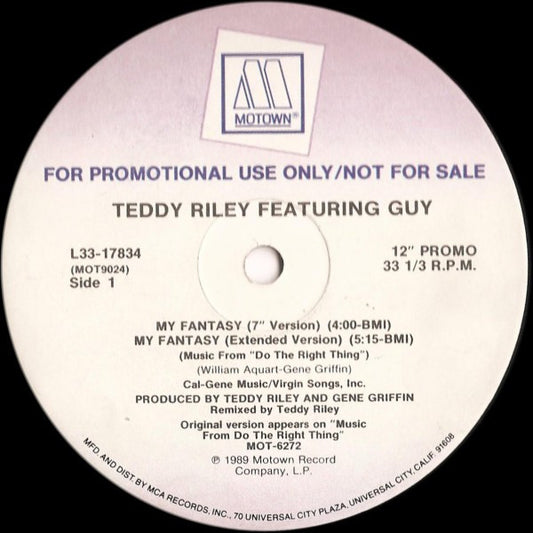 MOTOWN®
FOR PROMOTIONAL USE ONLY/NOT FOR SALE
TEDDY RILEY FEATURING GUY
L33-17834
(MOT9024)
Side 1
12" PROMO
33 1/3 R.P.M.
MY FANTASY (7" Version) (4:00-BMI)
MY FANTASY (Extended Version) (5:15-BMI)
(Music From "Do The Right Thing")
(William Aquart-Gene Griffin)
Cal-Gene Music/Virgin Songs, Inc.
PRODUCED BY TEDDY RILEY AND GENE GRIFFIN
Remixed by Teddy Riley
Original version appears on "Music
From Do The Right Thing"
MOT-6272
℗ 1989 Motown Record
Company, L.P.
MFD. AND DIST. BY MCA RECORDS, INC., 70 UNIVERSAL CITY PLAZA, UNIVERSAL CITY, CALIF. 91608